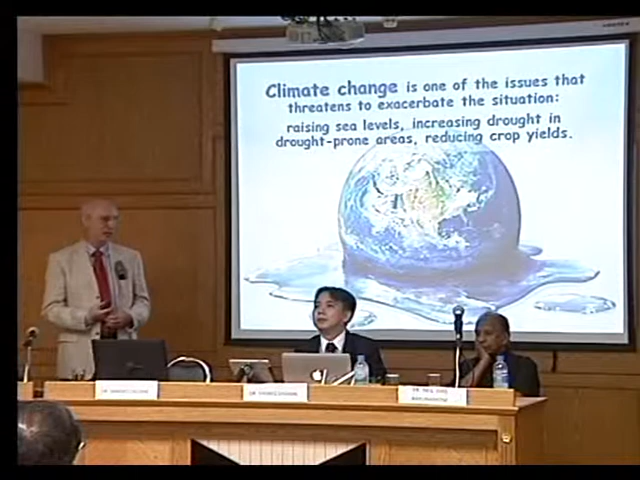 Climate change is one of the issues that
threatens to exacerbate the situation:
raising sea levels, increasing drought in
drought-prone areas, reducing crop yields.